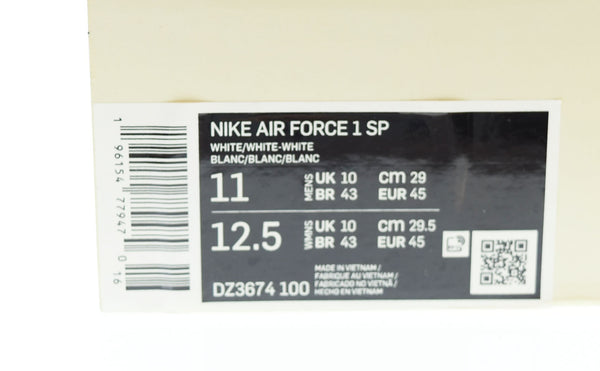 NIKE AIR FORCE 1 SP
WHITE/WHITE-WHITE
BLANC/BLANC/BLANC
11 MENS UK 10 cm 29
BR 43 EUR 45
12.5 WMNS UK 10 cm 29.5
BR 43 EUR 45
DZ3674 100
MADE IN VIETNAM /
FABRIQUE AU VIETNAM /
FABRICADO NO VIETNÃ /
HECHO EN VIETNAM
1 96154 77947 0 16